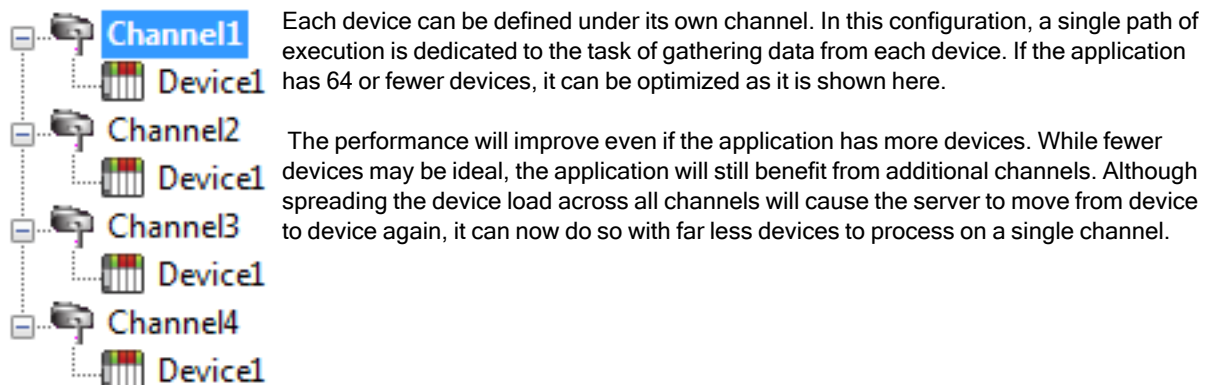 Channel1
Device1
Channel2
Device1
Channel3
Device1
Channel4
Device1
Each device can be defined under its own channel. In this configuration, a single path of
execution is dedicated to the task of gathering data from each device. If the application
has 64 or fewer devices, it can be optimized as it is shown here.
The performance will improve even if the application has more devices. While fewer
devices may be ideal, the application will still benefit from additional channels. Although
spreading the device load across all channels will cause the server to move from device
to device again, it can now do so with far less devices to process on a single channel.